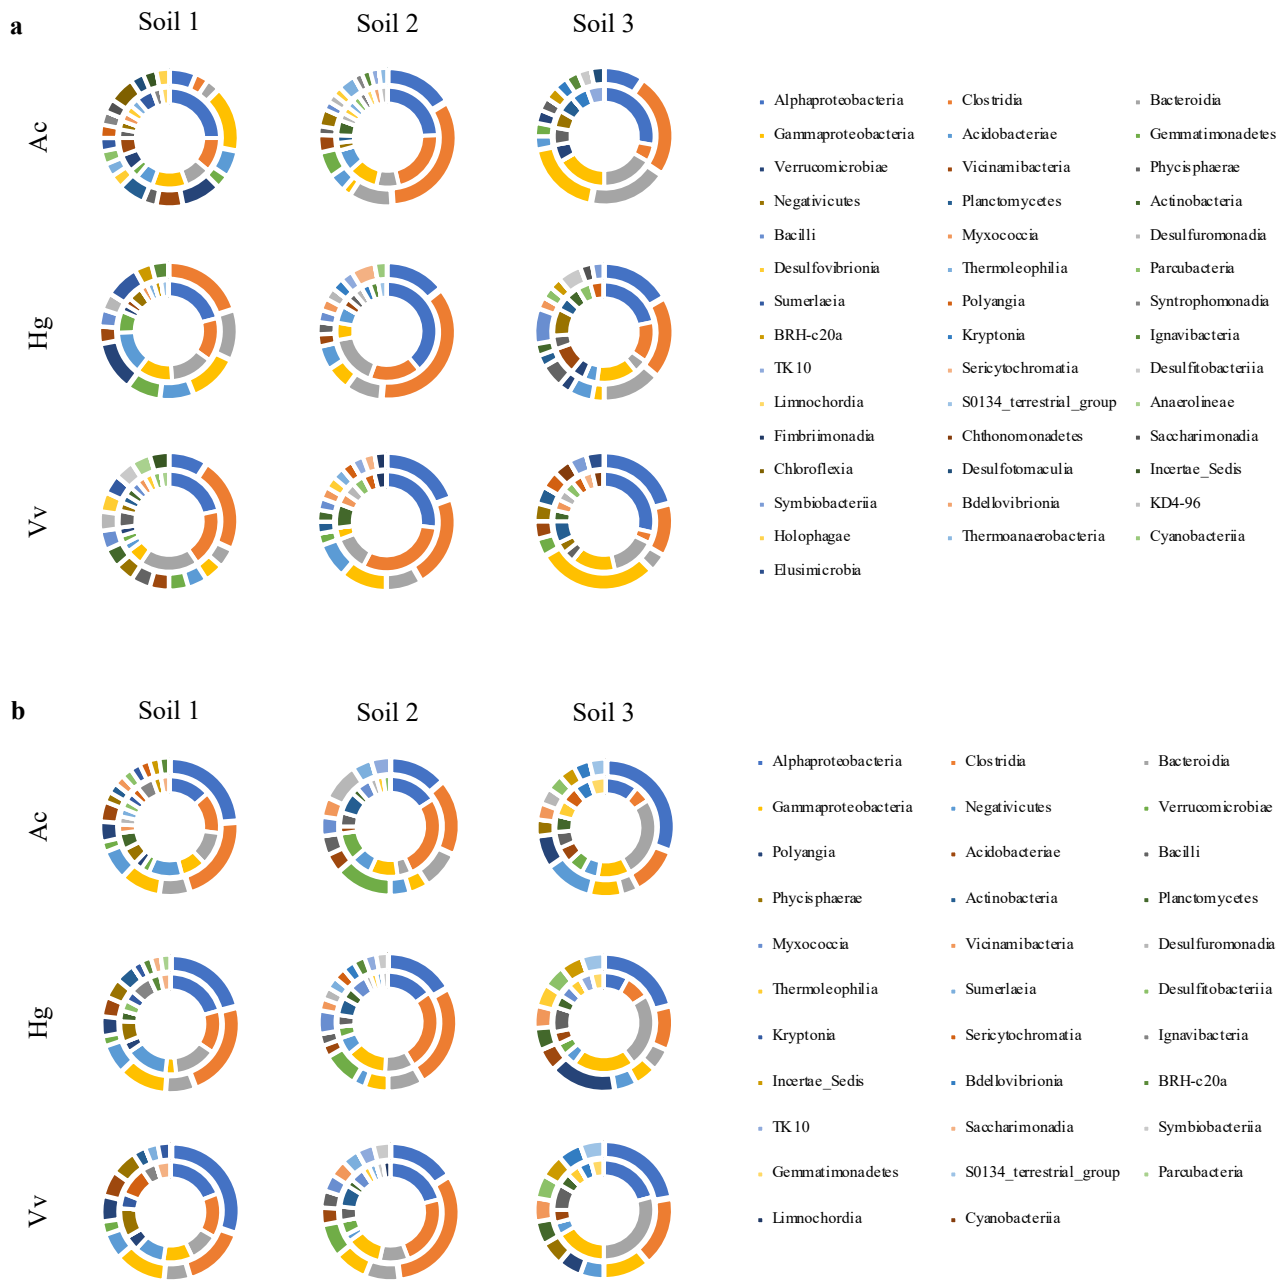 a
Soil 1 Soil 2 Soil 3
Ac
Hg
Vv
Alphaproteobacteria Clostridia Bacteroidia
Gammaproteobacteria Acidobacteriae Gemmatimonadetes
Verrucomicrobiae Vicinamibacteria Phycisphaerae
Negativicutes Planctomycetes Actinobacteria
Bacilli Myxococcia Desulfuromonadia
Desulfovibrionia Thermoleophilia Parcubacteria
Sumerlaeia Polyangia Syntrophomonadia
BRH-c20a Kryptonia Ignavibacteria
TK10 Sericytochromatia Desulfitobacteriia
Limnochordia S0134_terrestrial_group Anaerolineae
Fimbriimonadia Chthonomonadetes Saccharimonadia
Chloroflexia Desulfotomaculia Incertae_Sedis
Symbiobacteriia Bdellovibrionia KD4-96
Holophagae Thermoanaerobacteria Cyanobacteriia
Elusimicrobia
b
Soil 1 Soil 2 Soil 3
Ac
Hg
Vv
Alphaproteobacteria Clostridia Bacteroidia
Gammaproteobacteria Negativicutes Verrucomicrobiae
Polyangia Acidobacteriae Bacilli
Phycisphaerae Actinobacteria Planctomycetes
Myxococcia Vicinamibacteria Desulfuromonadia
Thermoleophilia Sumerlaeia Desulfitobacteriia
Kryptonia Sericytochromatia Ignavibacteria
Incertae_Sedis Bdellovibrionia BRH-c20a
TK10 Saccharimonadia Symbiobacteriia
Gemmatimonadetes S0134_terrestrial_group Parcubacteria
Limnochordia Cyanobacteriia